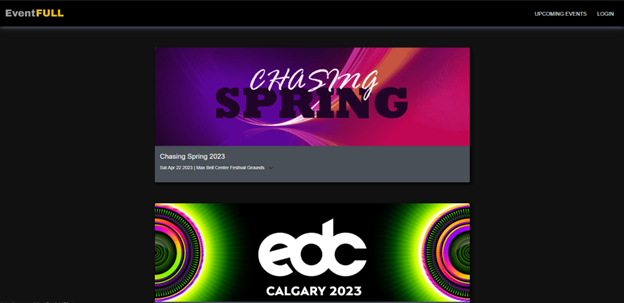 EventFULL
UPCOMING EVENTS
LOGIN
CHASING
SPRING
Chasing Spring 2023
Sat Apr 22 2023 | Max Bell Center Festival Grounds
edc
CALGARY 2023